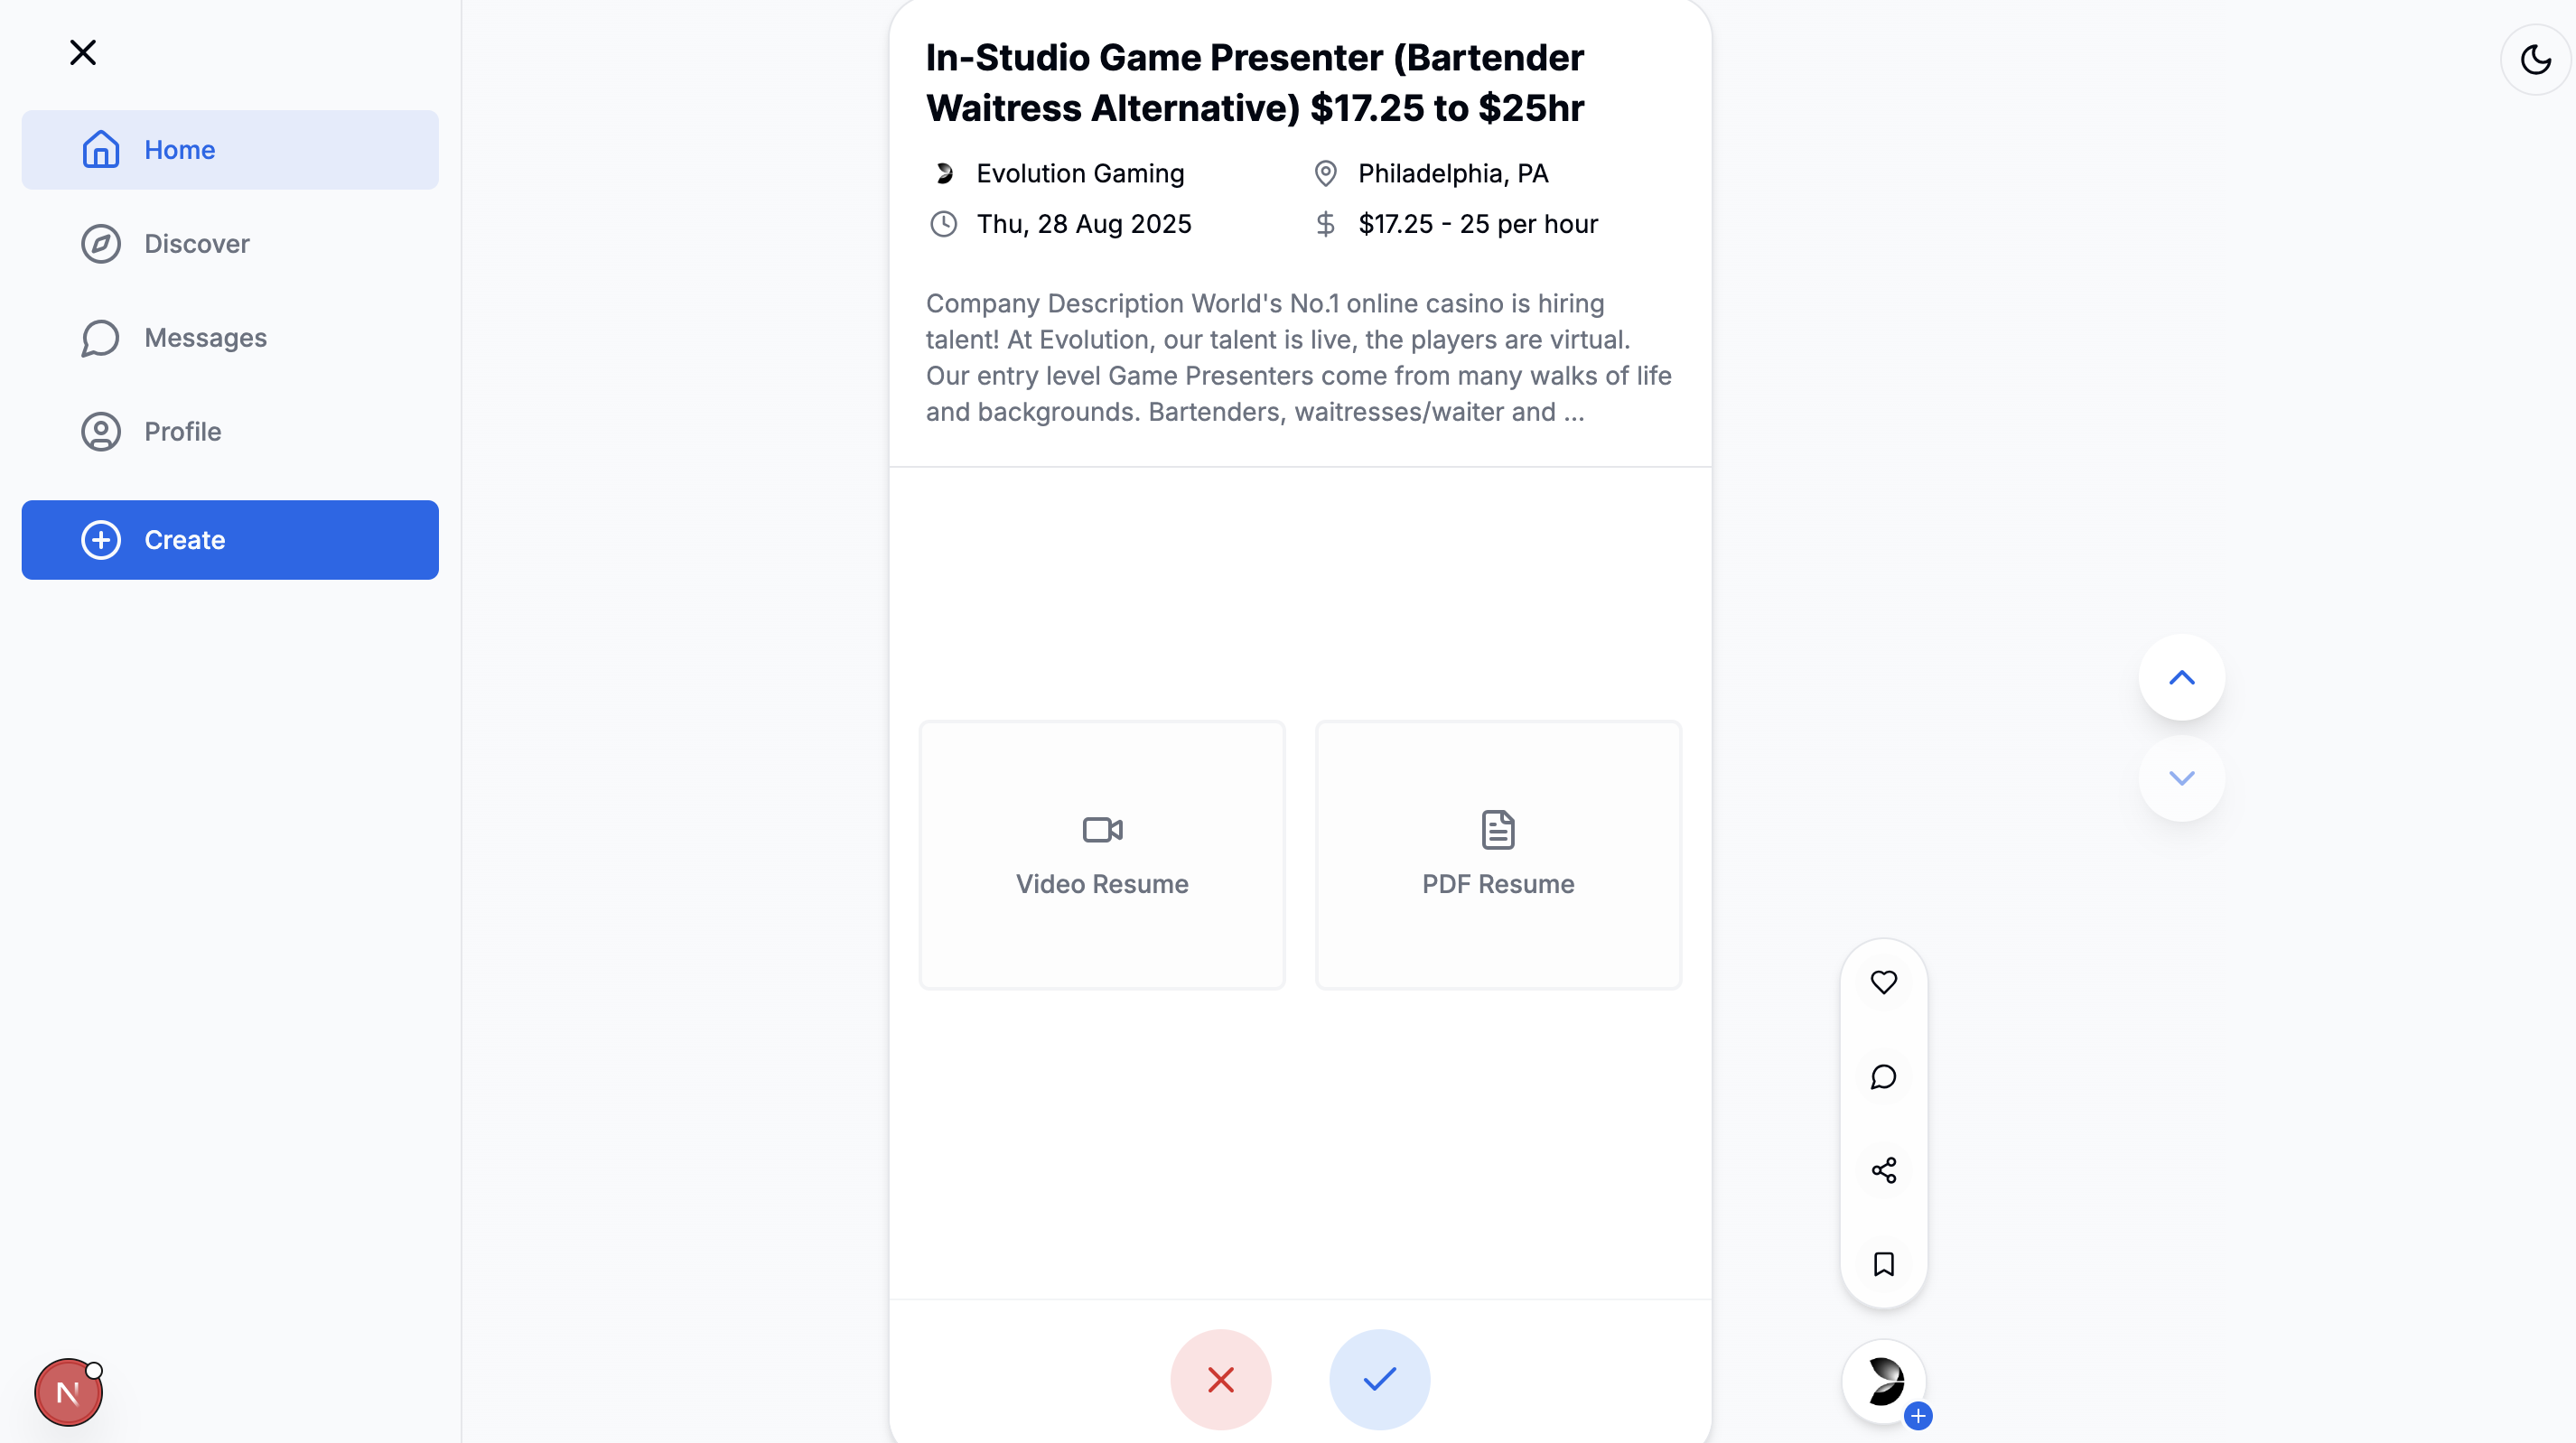 Home
Discover
Messages
Profile
Create
In-Studio Game Presenter (Bartender
Waitress Alternative) $17.25 to $25hr
Evolution Gaming
Philadelphia, PA
Thu, 28 Aug 2025
$17.25 - 25 per hour
Company Description World's No.1 online casino is hiring
talent! At Evolution, our talent is live, the players are virtual.
Our entry level Game Presenters come from many walks of life
and backgrounds. Bartenders, waitresses/waiter and ...
Video Resume
PDF Resume
N